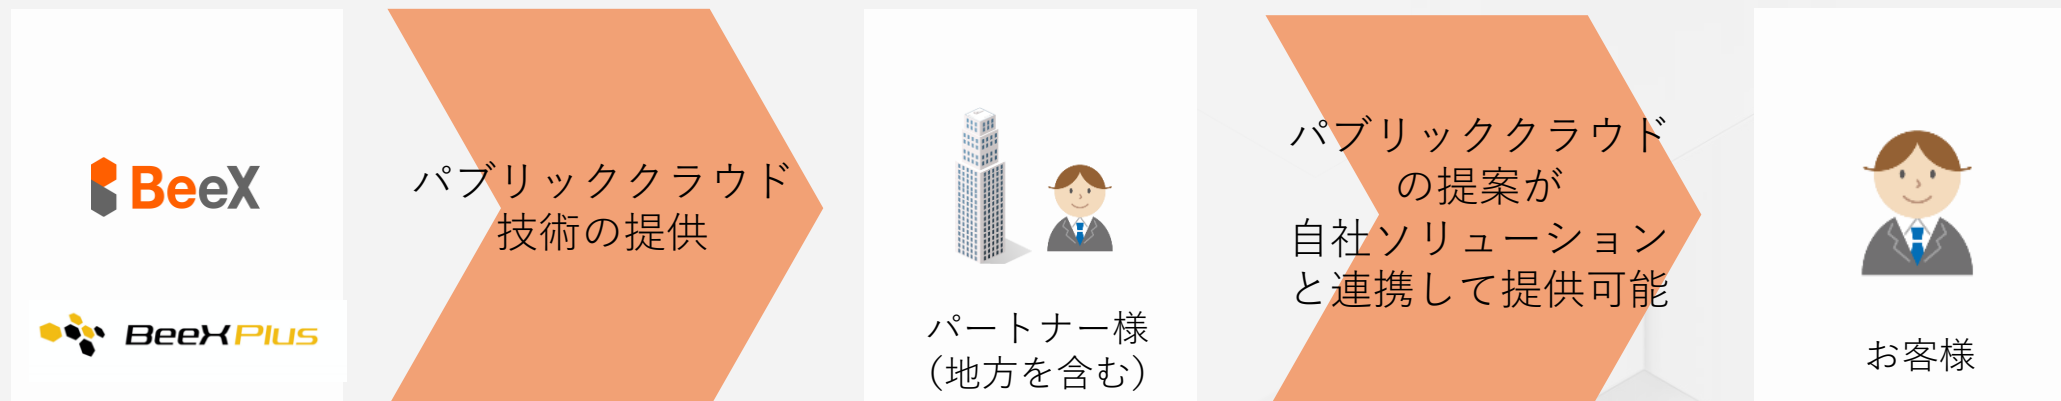 BeeX
BeeXPlus
パブリッククラウド
技術の提供
パートナー様
（地方を含む）
パブリッククラウド
の提案が
自社ソリューション
と連携して提供可能
お客様